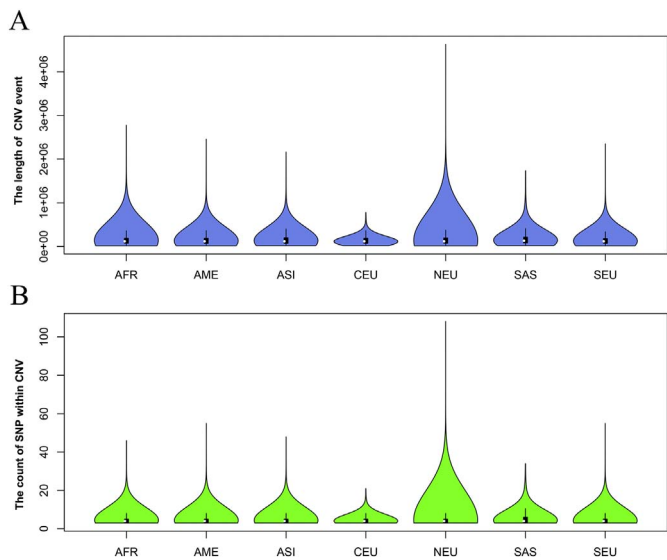 A
The length of CNV event
4e+06
3e+06
2e+06
1e+06
0e+00
AFR AME ASI CEU NEU SAS SEU
B
The count of SNP within CNV
100
80
60
40
20
0
AFR AME ASI CEU NEU SAS SEU